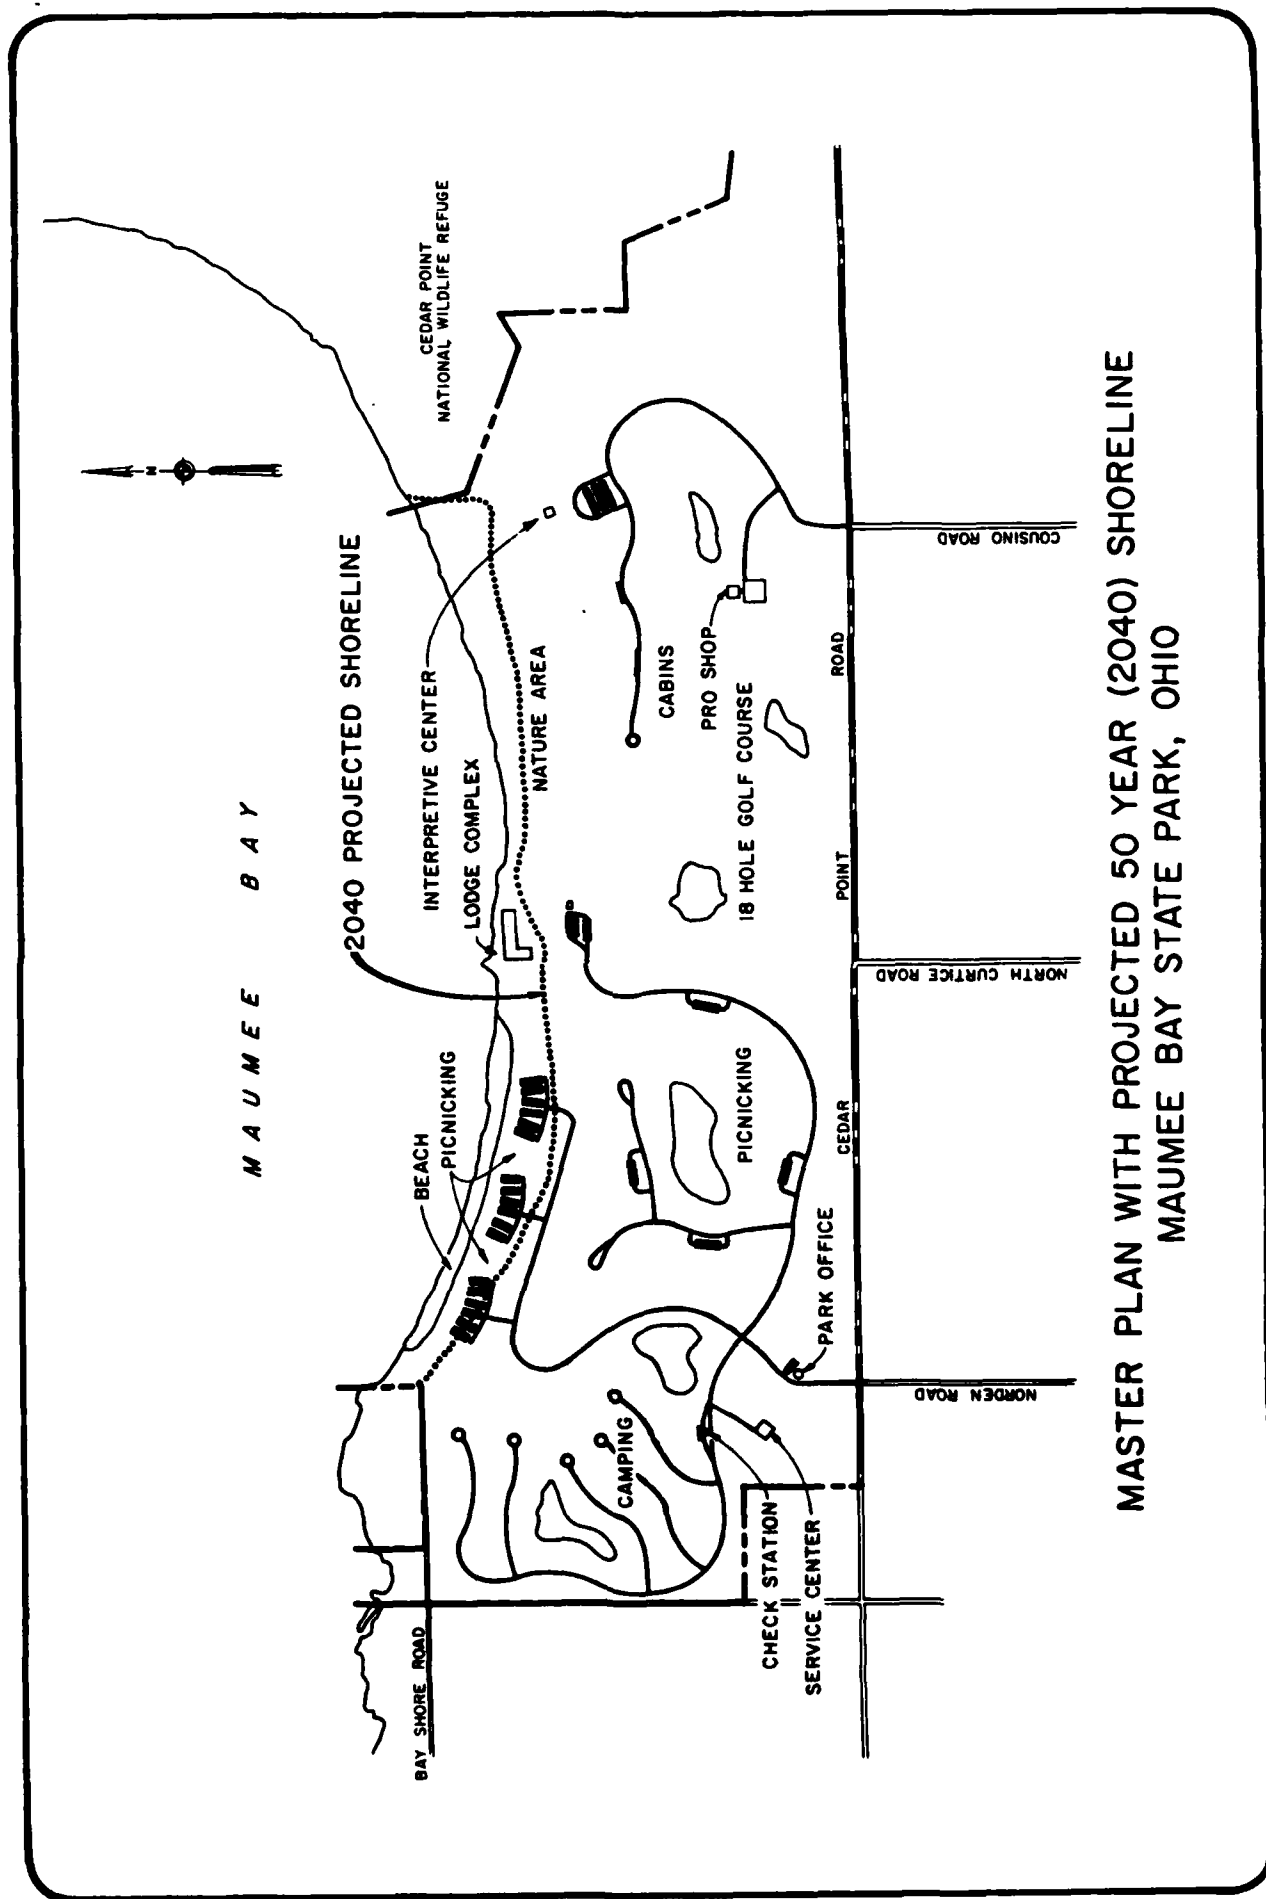 MAUMEE BAY
2040 PROJECTED SHORELINE
N
CEDAR POINT
NATIONAL WILDLIFE REFUGE
INTERPRETIVE CENTER
LODGE COMPLEX
BEACH
PICNICKING
NATURE AREA
BAY SHORE ROAD
CAMPING
CABINS
PRO SHOP
18 HOLE GOLF COURSE
PICNICKING
CHECK STATION
SERVICE CENTER
PARK OFFICE
CEDAR POINT ROAD
NORDEN ROAD
NORTH CURTICE ROAD
COUSINO ROAD
MASTER PLAN WITH PROJECTED 50 YEAR (2040) SHORELINE
MAUMEE BAY STATE PARK, OHIO